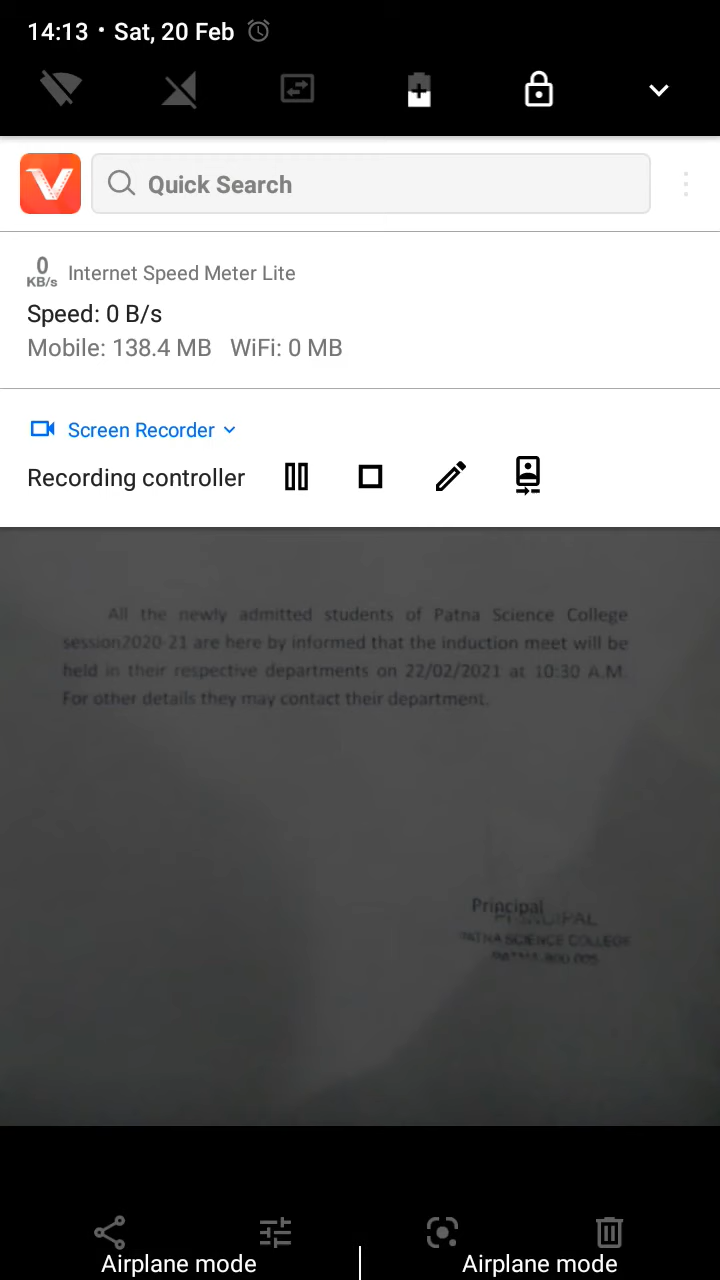 14:13 • Sat, 20 Feb
Quick Search
0
KB/s
Internet Speed Meter Lite
Speed: 0 B/s
Mobile: 138.4 MB WiFi: 0 MB
Screen Recorder
Recording controller
All the newly admitted students of Patna Science College
session2020-21 are here by informed that the induction meet will be
held in their respective departments on 22/02/2021 at 10:30 A.M.
For other details they may contact their department.
Principal
PRINCIPAL
PATNA SCIENCE COLLEGE
Airplane mode
Airplane mode